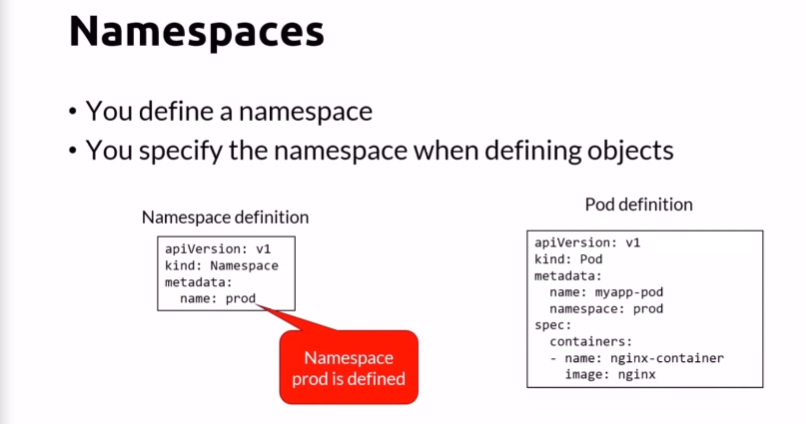 Namespaces
• You define a namespace
• You specify the namespace when defining objects
Namespace definition
apiVersion: v1
kind: Namespace
metadata:
  name: prod
Namespace
prod is defined
Pod definition
apiVersion: v1
kind: Pod
metadata:
  name: myapp-pod
  namespace: prod
spec:
  containers:
  - name: nginx-container
    image: nginx